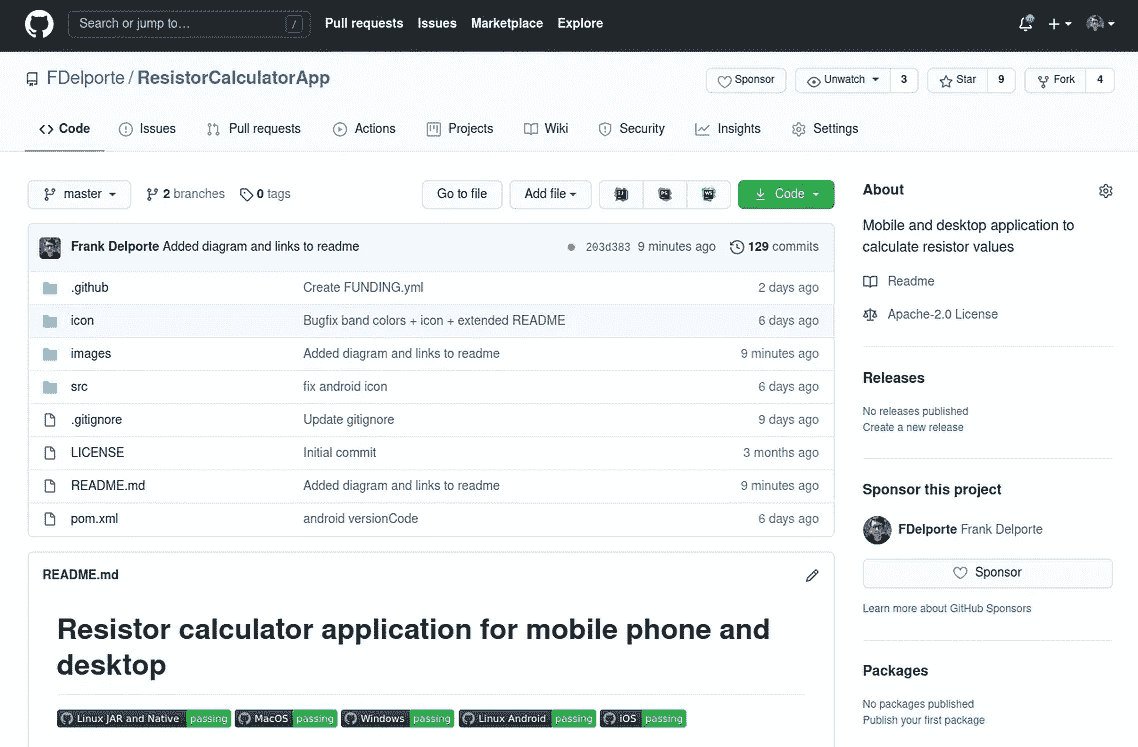 Search or jump to… / Pull requests Issues Marketplace Explore
FDelporte / ResistorCalculatorApp Sponsor Unwatch 3 Star 9 Fork 4
Code Issues Pull requests Actions Projects Wiki Security Insights Settings
master 2 branches 0 tags Go to file Add file Code
Frank Delporte Added diagram and links to readme 203d383 9 minutes ago 129 commits
.github Create FUNDING.yml 2 days ago
icon Bugfix band colors + icon + extended README 6 days ago
images Added diagram and links to readme 9 minutes ago
src fix android icon 6 days ago
.gitignore Update gitignore 9 days ago
LICENSE Initial commit 3 months ago
README.md Added diagram and links to readme 9 minutes ago
pom.xml android versionCode 6 days ago
README.md
Resistor calculator application for mobile phone and
desktop
Linux JAR and Native passing MacOS passing Windows passing Linux Android passing iOS passing
About
Mobile and desktop application to
calculate resistor values
Readme
Apache-2.0 License
Releases
No releases published
Create a new release
Sponsor this project
FDelporte Frank Delporte
Sponsor
Learn more about GitHub Sponsors
Packages
No packages published
Publish your first package